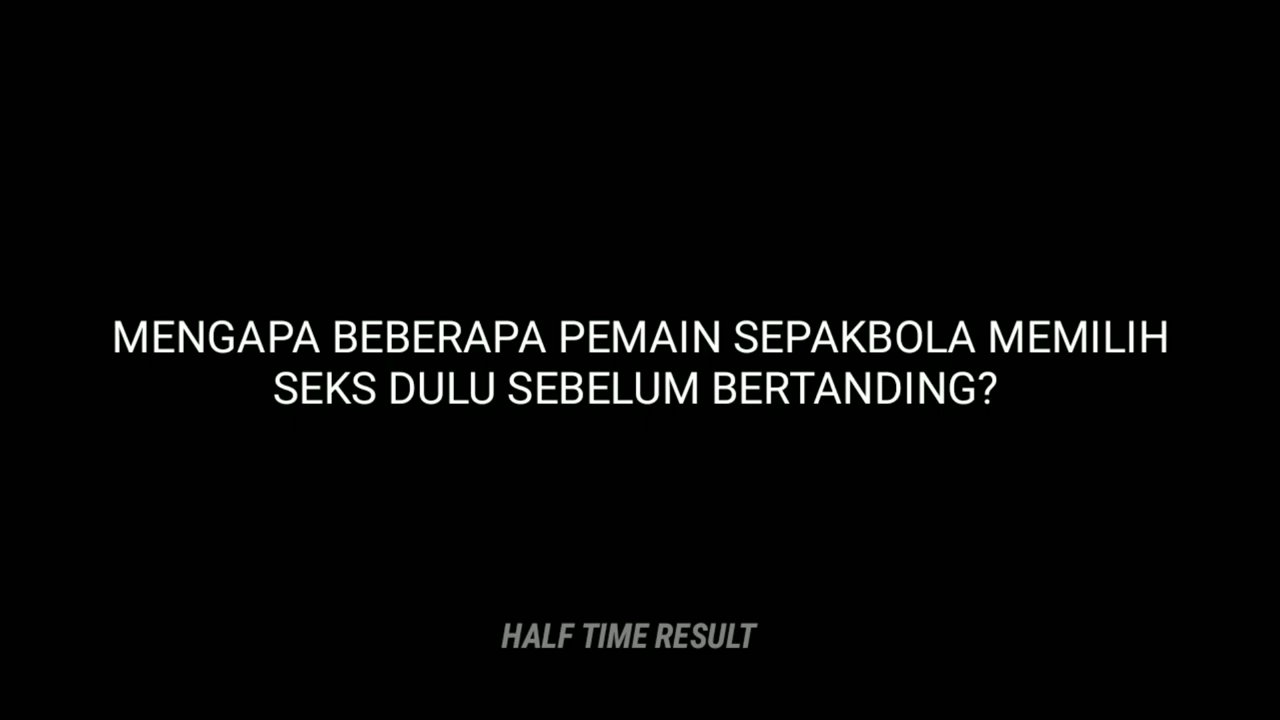 MENGAPA BEBERAPA PEMAIN SEPAKBOLA MEMILIH
SEKS DULU SEBELUM BERTANDING?
HALF TIME RESULT